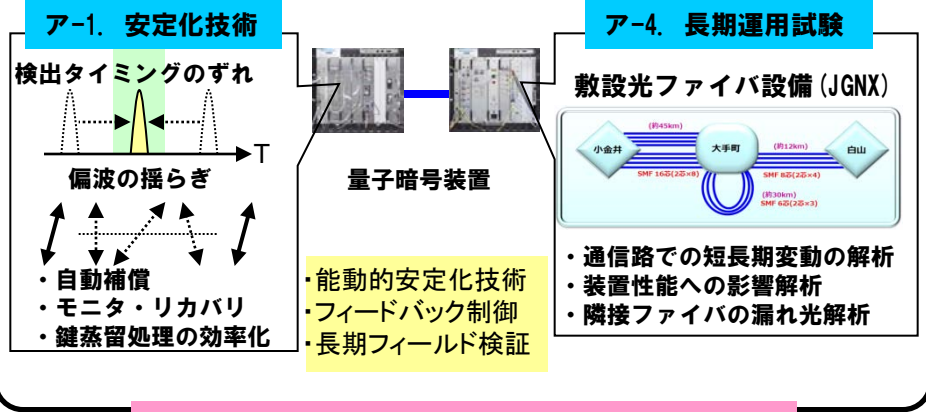 ア-1. 安定化技術
検出タイミングのずれ
T
偏波の揺らぎ
・自動補償
・モニタ・リカバリ
・鍵蒸留処理の効率化
量子暗号装置
・能動的安定化技術
・フィードバック制御
・長期フィールド検証
ア-4. 長期運用試験
敷設光ファイバ設備(JGNX)
(約45km)
小金井
大手町
(約12km)
白山
SMF 16芯(2芯×8)
SMF 8芯(2芯×4)
(約30km)
SMF 6芯(2芯×3)
・通信路での短長期変動の解析
・装置性能への影響解析
・隣接ファイバの漏れ光解析